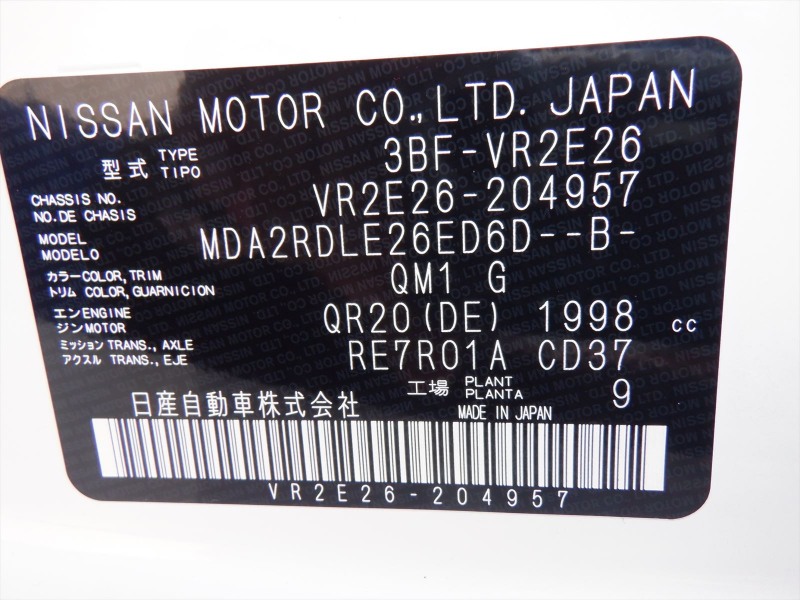 NISSAN MOTOR CO.,LTD. JAPAN
型式 TYPE TIPO 3BF-VR2E26
CHASSIS NO. NO.DE CHASIS VR2E26-204957
MODEL MODELO MDA2RDLE26ED6D--B-
カラー COLOR, TRIM トリム COLOR, GUARNICION QM1 G
エンジン ENGINE MOTOR QR20(DE) 1998 cc
ミッション TRANS., AXLE アクスル TRANS., EJE RE7R01A CD37
工場 PLANT PLANTA 9
日産自動車株式会社 MADE IN JAPAN
VR2E26-204957